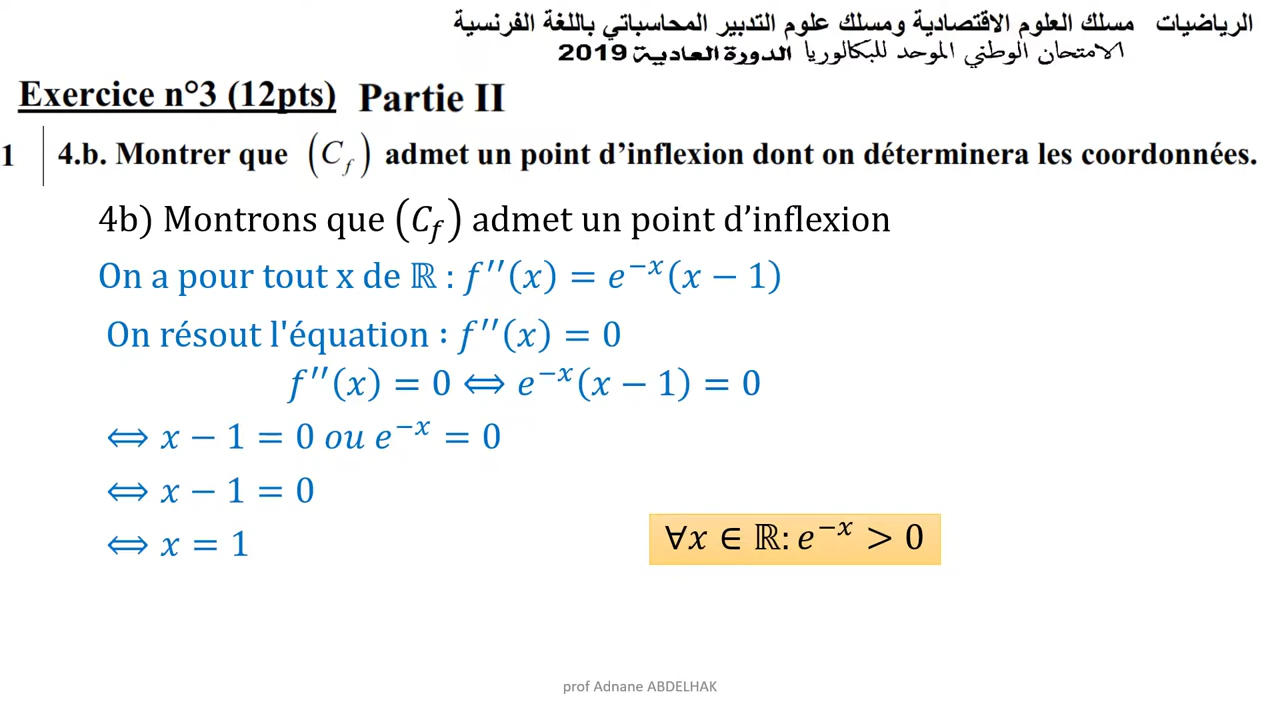 الرياضيات مسلك العلوم الاقتصادية ومسلك علوم التدبير المحاسباتي باللغة الفرنسية
الامتحان الوطني الموحد للبكالوريا الدورة العادية 2019
Exercice n°3 (12pts) Partie II
1 4.b. Montrer que (C_f) admet un point d'inflexion dont on déterminera les coordonnées.
4b) Montrons que (C_f) admet un point d’inflexion
On a pour tout x de ℝ : f′′(x) = e^{−x}(x − 1)
On résout l'équation : f′′(x) = 0
f′′(x) = 0 ⟺ e^{−x}(x − 1) = 0
⟺ x − 1 = 0 ou e^{−x} = 0
⟺ x − 1 = 0
⟺ x = 1
∀x ∈ ℝ: e^{−x} > 0
prof Adnane ABDELHAK